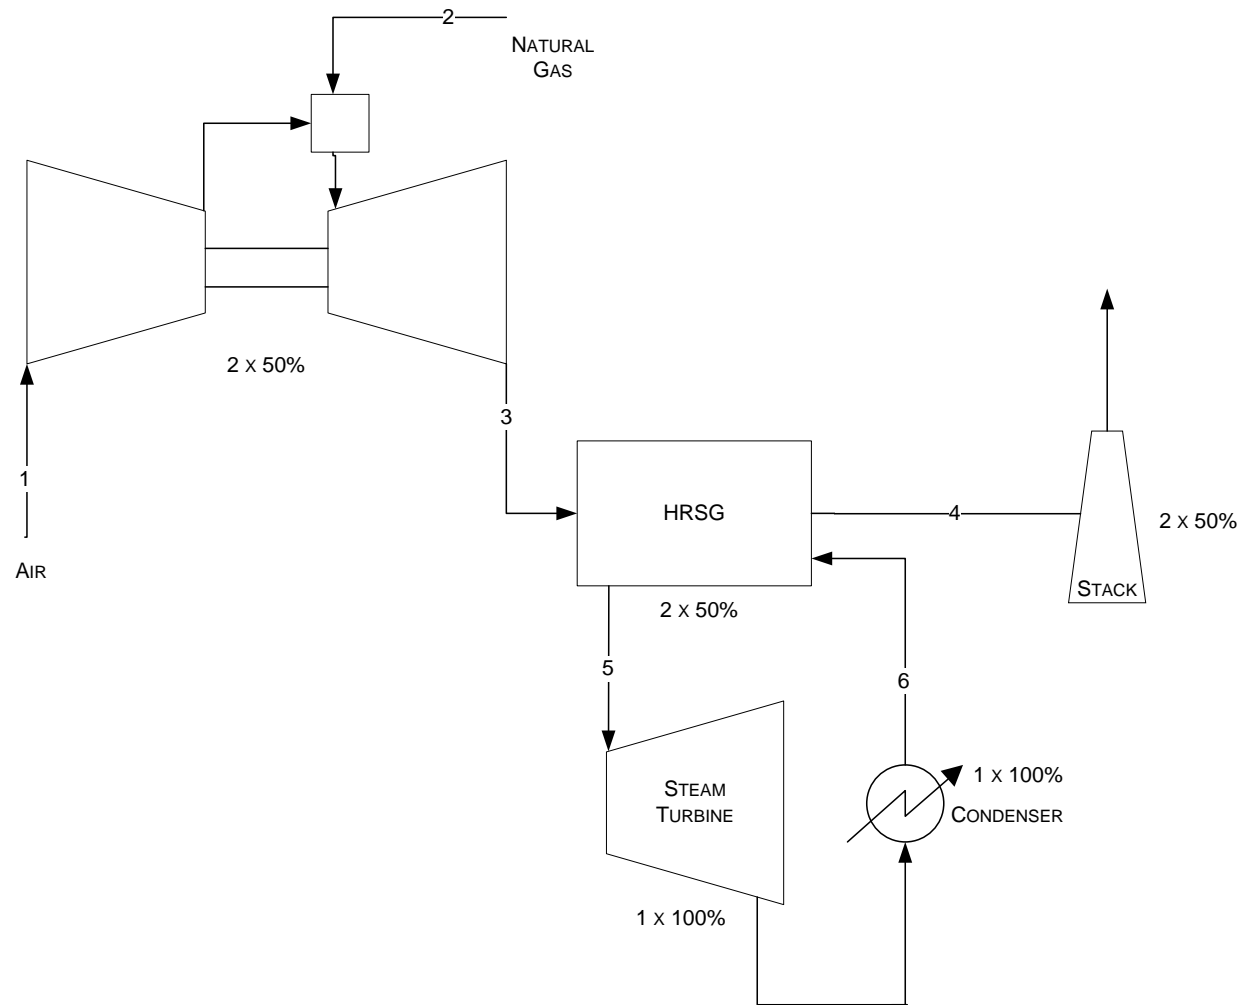 2
NATURAL
GAS
2 X 50%
3
1
AIR
HRSG
4
2 X 50%
STACK
2 X 50%
5
6
STEAM
TURBINE
1 X 100%
CONDENSER
1 X 100%